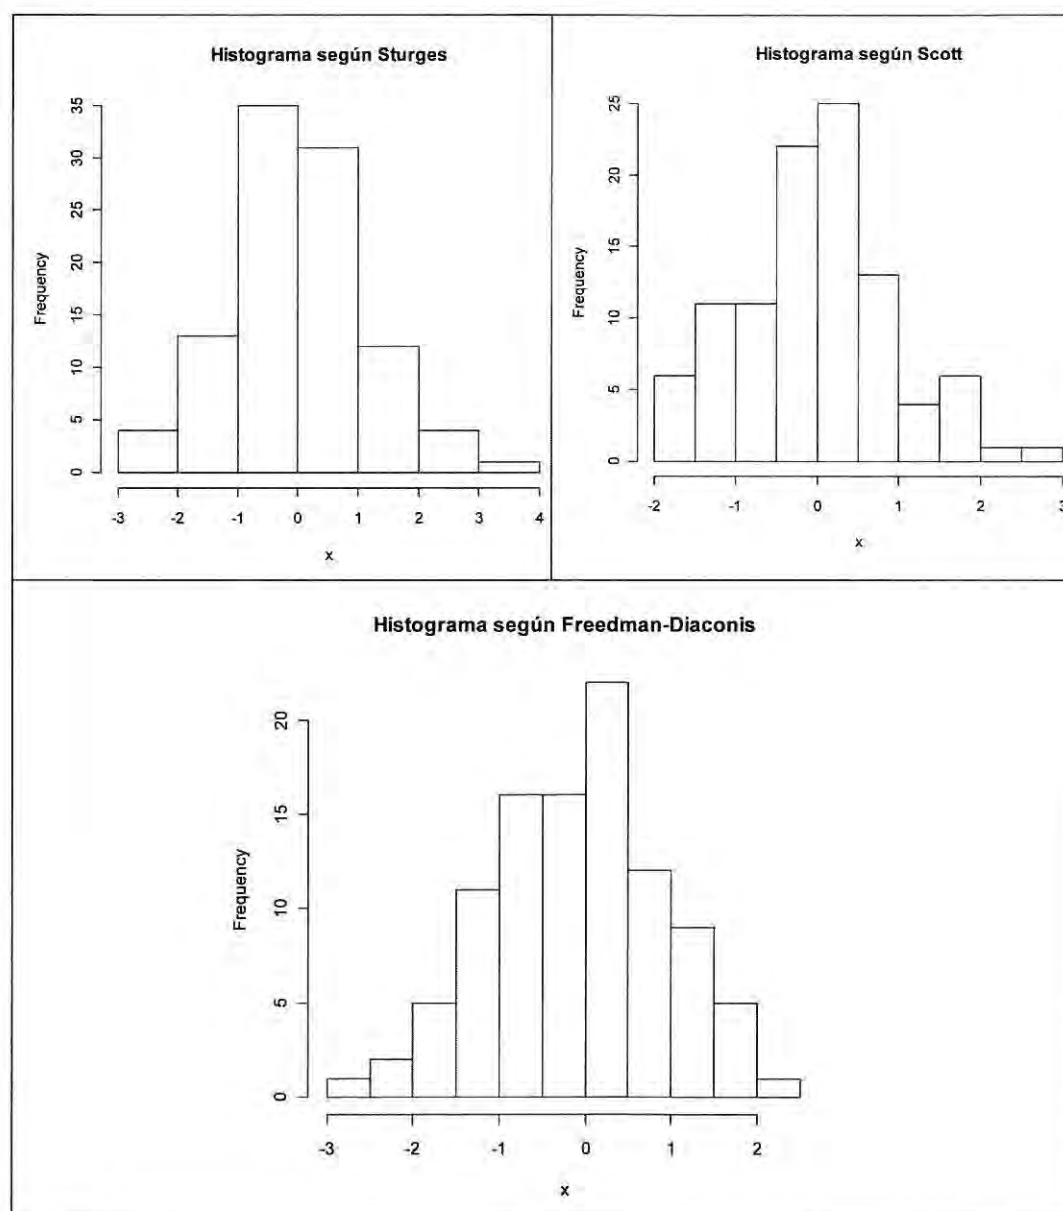 Histograma según Sturges
Frequency
35
30
25
20
15
10
5
0
-3 -2 -1 0 1 2 3 4
x
Histograma según Scott
Frequency
25
20
15
10
5
0
-2 -1 0 1 2 3
x
Histograma según Freedman-Diaconis
Frequency
20
15
10
5
0
-3 -2 -1 0 1 2
x